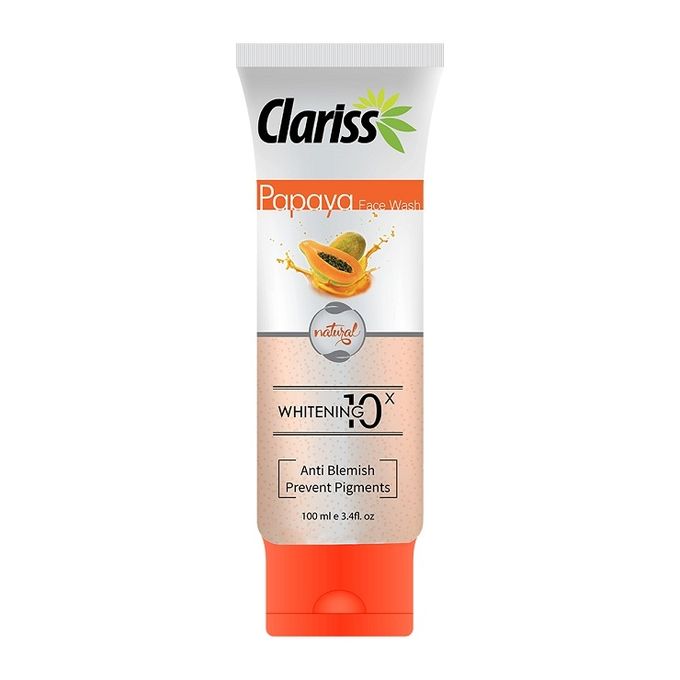 Clariss
Papaya Face Wash
natural
WHITENING 10X
Anti Blemish
Prevent Pigments
100 ml e 3.4fl. oz